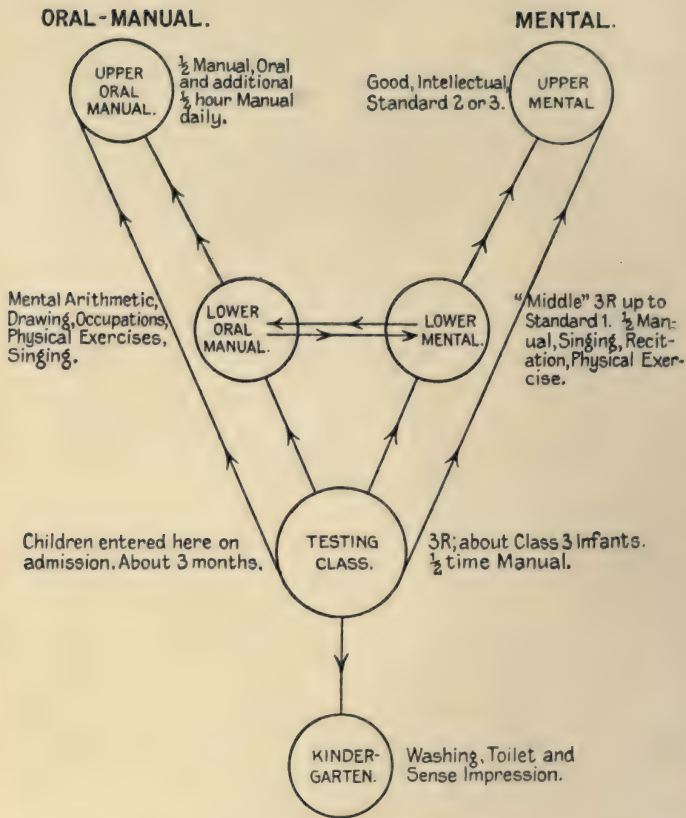 ORAL-MANUAL.
MENTAL.
UPPER
ORAL
MANUAL.
½ Manual, Oral
and additional
½ hour Manual
daily.
Good, Intellectual,
Standard 2 or 3.
UPPER
MENTAL
Mental Arithmetic,
Drawing, Occupations,
Physical Exercises,
Singing.
LOWER
ORAL
MANUAL.
LOWER
MENTAL.
"Middle" 3R up to
Standard 1. ½ Man-
ual, Singing, Recit-
ation, Physical Exer-
cise.
Children entered here on
admission. About 3 months.
TESTING
CLASS.
3R; about Class 3 Infants.
½ time Manual.
KINDER-
GARTEN.
Washing, Toilet and
Sense Impression.